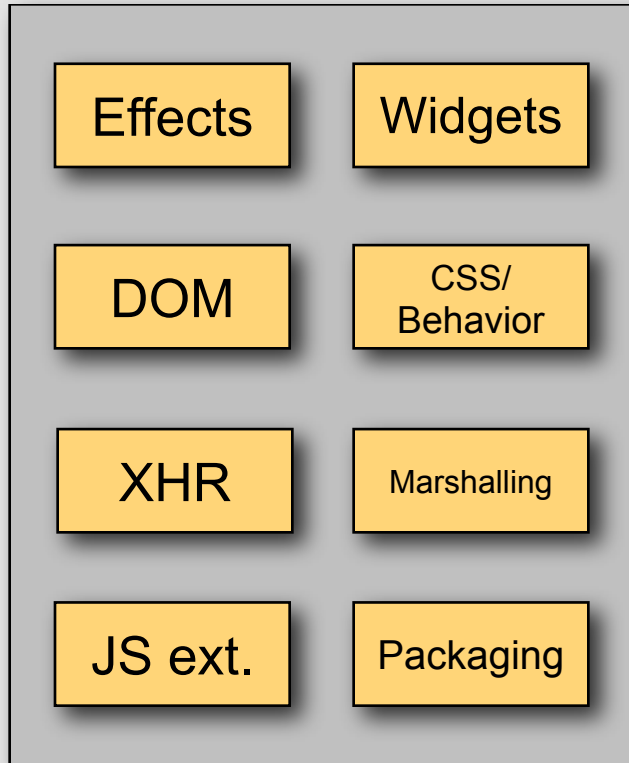 Effects
Widgets
DOM
CSS/
Behavior
XHR
Marshalling
JS ext.
Packaging